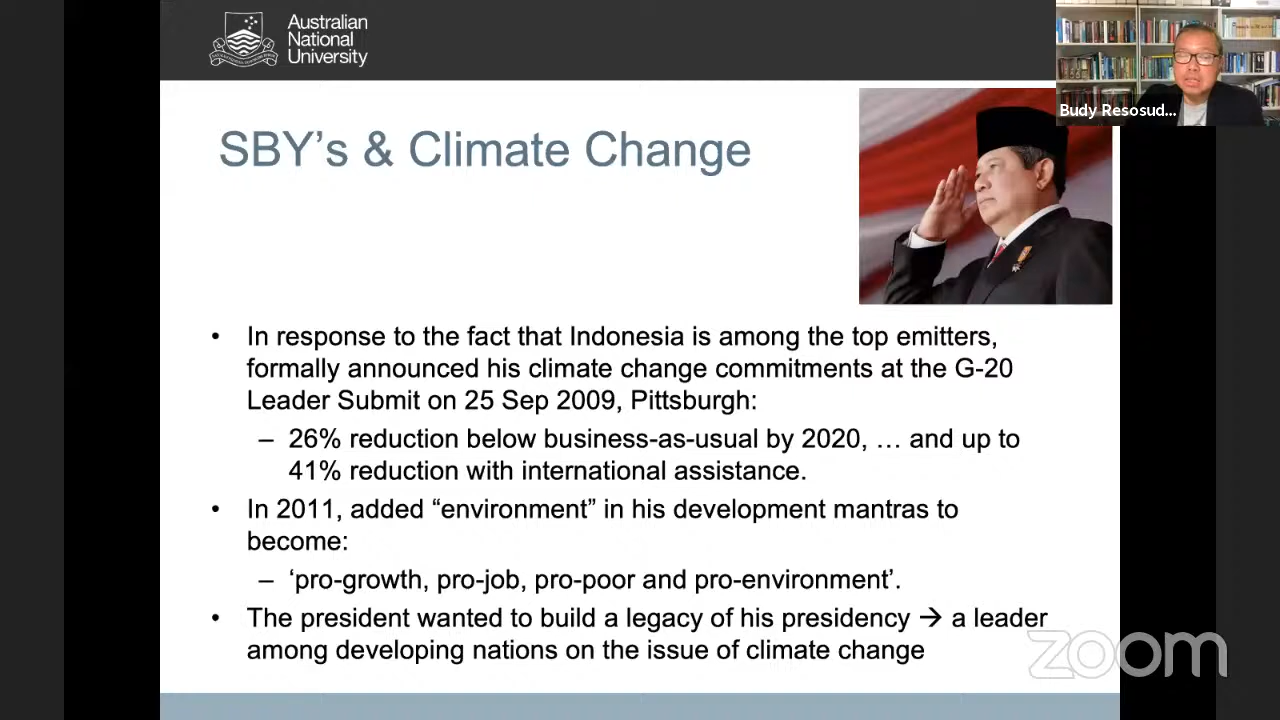 Australian
National
University
Budy Resosud...
SBY's & Climate Change
• In response to the fact that Indonesia is among the top emitters,
formally announced his climate change commitments at the G-20
Leader Submit on 25 Sep 2009, Pittsburgh:
– 26% reduction below business-as-usual by 2020, … and up to
41% reduction with international assistance.
• In 2011, added “environment” in his development mantras to
become:
– ‘pro-growth, pro-job, pro-poor and pro-environment’.
• The president wanted to build a legacy of his presidency → a leader
among developing nations on the issue of climate change
zoom